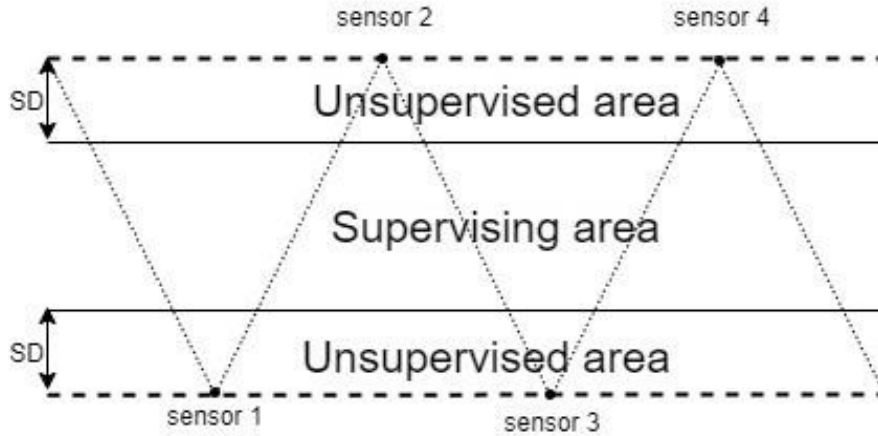 sensor 2
sensor 4
SD
Unsupervised area
Supervising area
SD
Unsupervised area
sensor 1
sensor 3